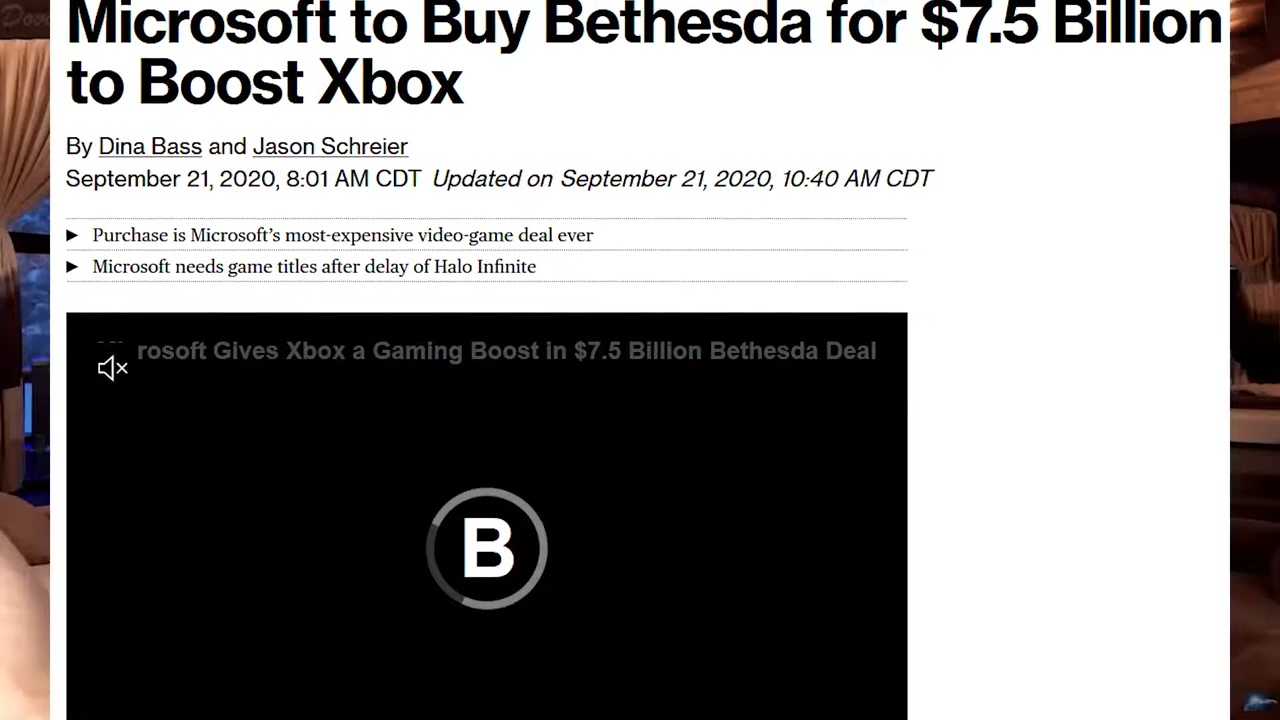 Microsoft to Buy Bethesda for $7.5 Billion
to Boost Xbox
By Dina Bass and Jason Schreier
September 21, 2020, 8:01 AM CDT Updated on September 21, 2020, 10:40 AM CDT
Purchase is Microsoft’s most-expensive video-game deal ever
Microsoft needs game titles after delay of Halo Infinite
rosoft Gives Xbox a Gaming Boost in $7.5 Billion Bethesda Deal
B